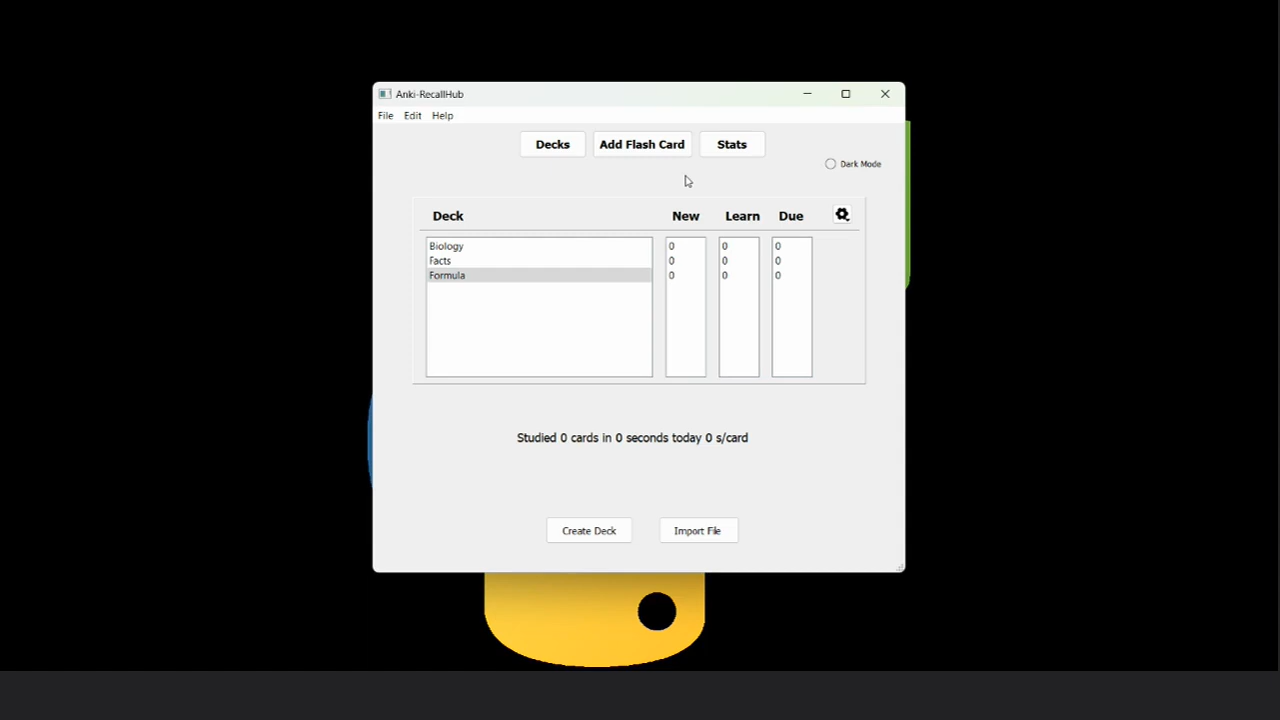 Anki-RecallHub
File Edit Help
Decks Add Flash Card Stats
Dark Mode
Deck New Learn Due
Biology 0 0 0
Facts 0 0 0
Formula 0 0 0
Studied 0 cards in 0 seconds today 0 s/card
Create Deck Import File